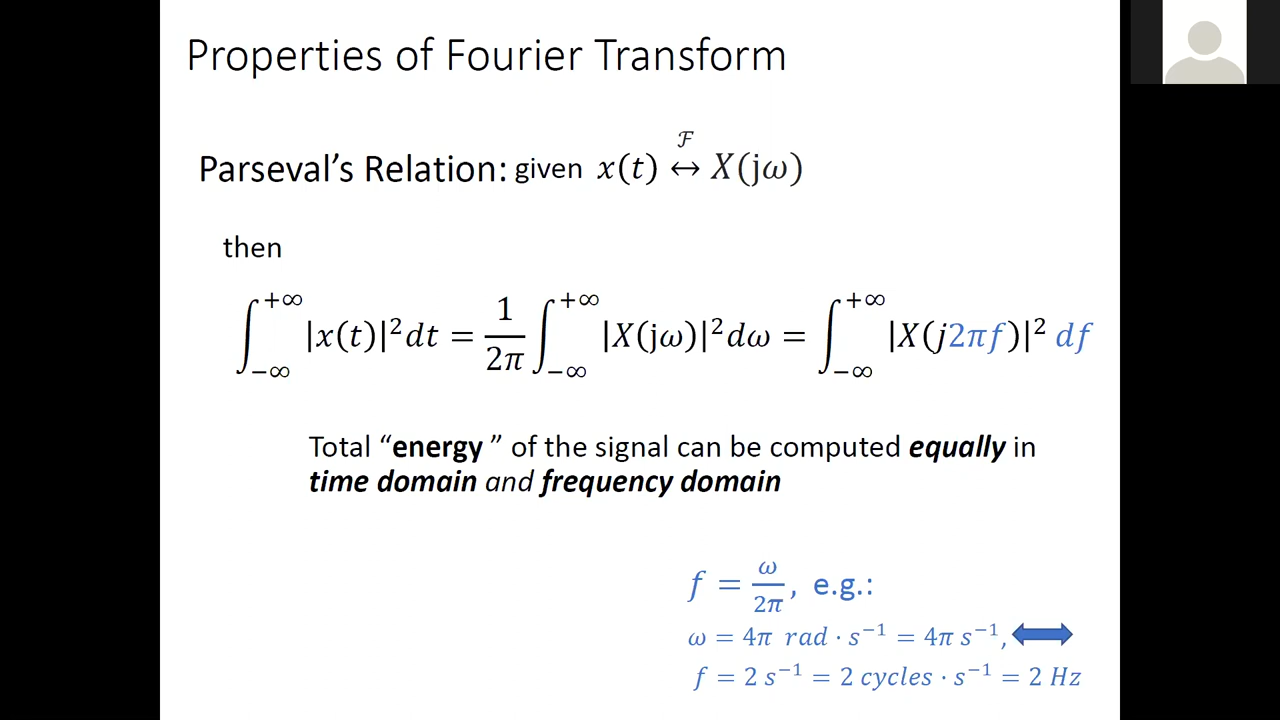 Properties of Fourier Transform
Parseval's Relation: given x(t) ℱ↔ X(jω)
then
∫_{−∞}^{+∞} |x(t)|² dt = 1/2π ∫_{−∞}^{+∞} |X(jω)|² dω = ∫_{−∞}^{+∞} |X(j2πf)|² df
Total “energy ” of the signal can be computed equally in
time domain and frequency domain
f = ω/2π, e.g.:
ω = 4π rad · s⁻¹ = 4π s⁻¹,
f = 2 s⁻¹ = 2 cycles · s⁻¹ = 2 Hz